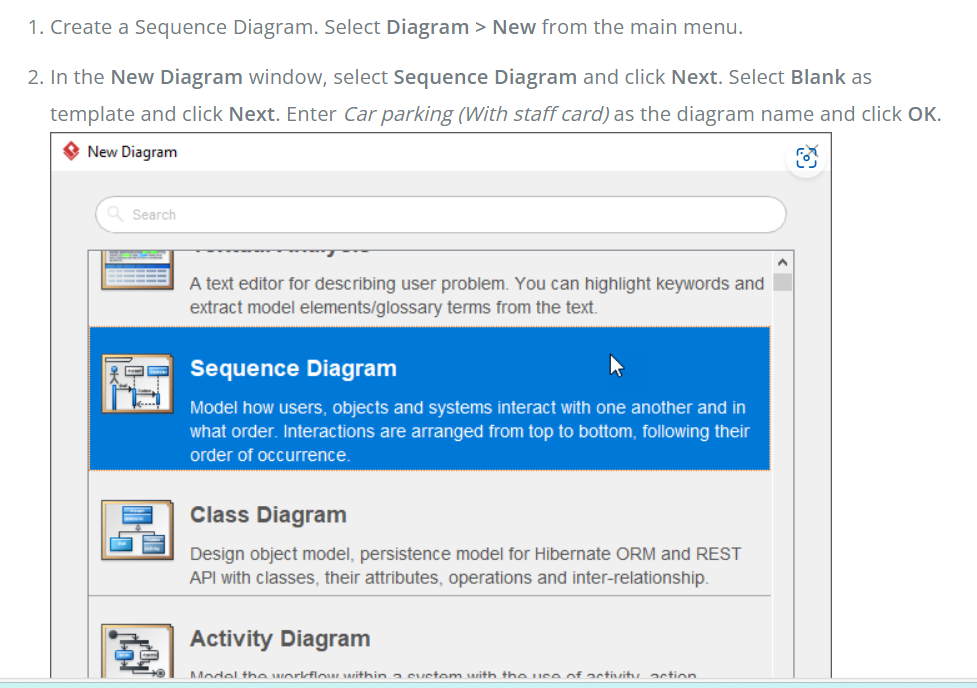 1. Create a Sequence Diagram. Select Diagram > New from the main menu.
2. In the New Diagram window, select Sequence Diagram and click Next. Select Blank as
template and click Next. Enter Car parking (With staff card) as the diagram name and click OK.
New Diagram
Search
Textual Analysis
A text editor for describing user problem. You can highlight keywords and
extract model elements/glossary terms from the text.
Sequence Diagram
Model how users, objects and systems interact with one another and in
what order. Interactions are arranged from top to bottom, following their
order of occurrence.
Class Diagram
Design object model, persistence model for Hibernate ORM and REST
API with classes, their attributes, operations and inter-relationship.
Activity Diagram
Model the workflow within a system with the use of activity, action